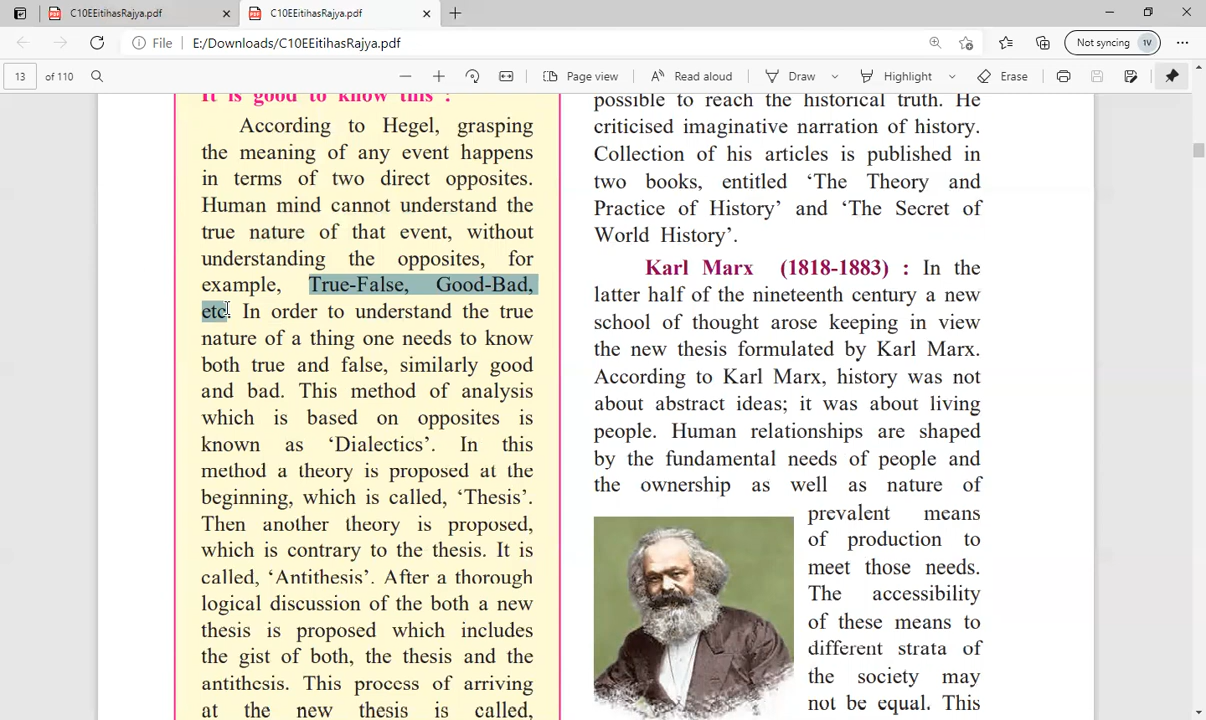 C10EEitihasRajya.pdf
C10EEitihasRajya.pdf
File E:/Downloads/C10EEitihasRajya.pdf
Not syncing
1V
13 of 110
Page view
Read aloud
Draw
Highlight
Erase
It is good to know this :
According to Hegel, grasping
the meaning of any event happens
in terms of two direct opposites.
Human mind cannot understand the
true nature of that event, without
understanding the opposites, for
example, True-False, Good-Bad,
etc. In order to understand the true
nature of a thing one needs to know
both true and false, similarly good
and bad. This method of analysis
which is based on opposites is
known as ‘Dialectics’. In this
method a theory is proposed at the
beginning, which is called, ‘Thesis’.
Then another theory is proposed,
which is contrary to the thesis. It is
called, ‘Antithesis’. After a thorough
logical discussion of the both a new
thesis is proposed which includes
the gist of both, the thesis and the
antithesis. This process of arriving
at the new thesis is called,
possible to reach the historical truth. He
criticised imaginative narration of history.
Collection of his articles is published in
two books, entitled ‘The Theory and
Practice of History’ and ‘The Secret of
World History’.
Karl Marx (1818-1883) : In the
latter half of the nineteenth century a new
school of thought arose keeping in view
the new thesis formulated by Karl Marx.
According to Karl Marx, history was not
about abstract ideas; it was about living
people. Human relationships are shaped
by the fundamental needs of people and
the ownership as well as nature of
prevalent means
of production to
meet those needs.
The accessibility
of these means to
different strata of
the society may
not be equal. This